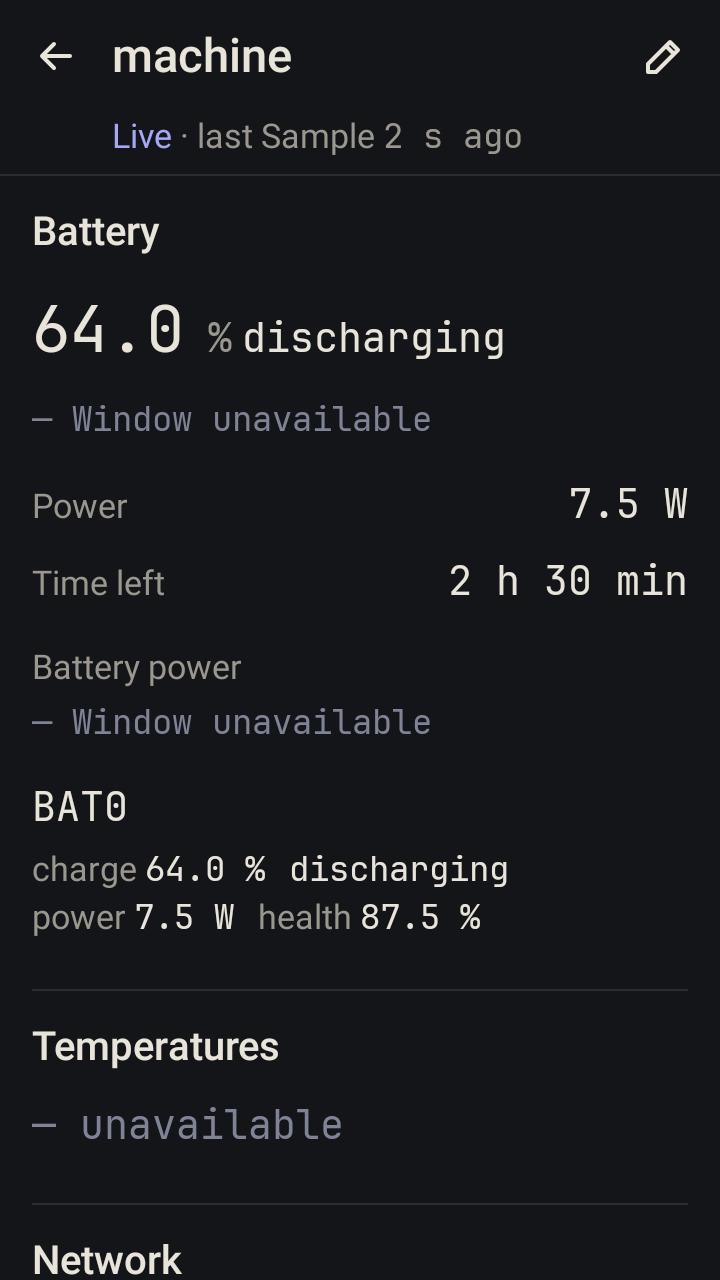 machine
Live · last Sample 2 s ago
Battery
64.0 % discharging
— Window unavailable
Power 7.5 W
Time left 2 h 30 min
Battery power
— Window unavailable
BAT0
charge 64.0 % discharging
power 7.5 W health 87.5 %
Temperatures
— unavailable
Network